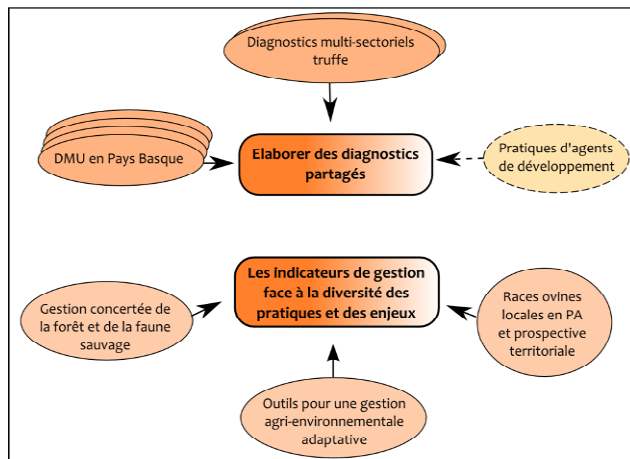 Diagnostics multi-sectoriels
truffe
DMU en Pays Basque
Elaborer des diagnostics
partagés
Pratiques d'agents
de développement
Les indicateurs de gestion
face à la diversité des
pratiques et des enjeux
Gestion concertée de
la forêt et de la faune
sauvage
Races ovines
locales en PA
et prospective
territoriale
Outils pour une gestion
agri-environnementale
adaptative